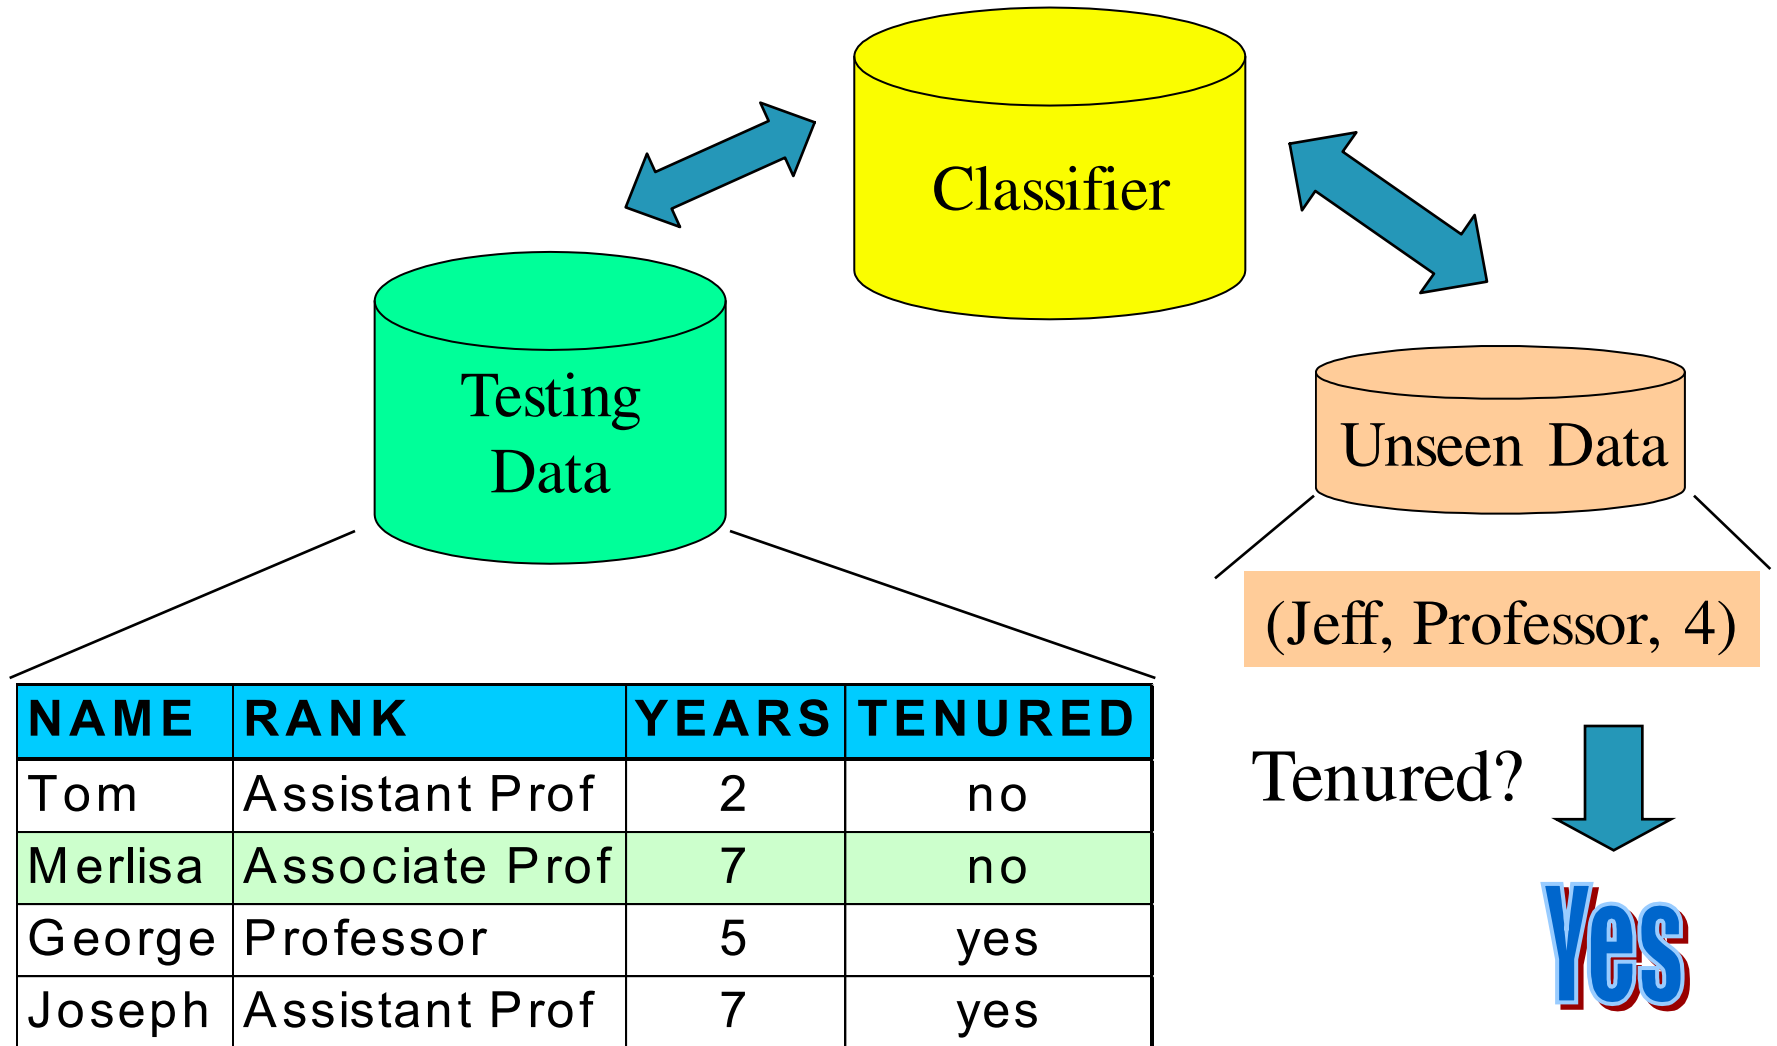 Classifier
Testing
Data
Unseen Data
(Jeff, Professor, 4)
NAME RANK YEARS TENURED
Tom Assistant Prof 2 no
Merlisa Associate Prof 7 no
George Professor 5 yes
Joseph Assistant Prof 7 yes
Tenured?
Yes